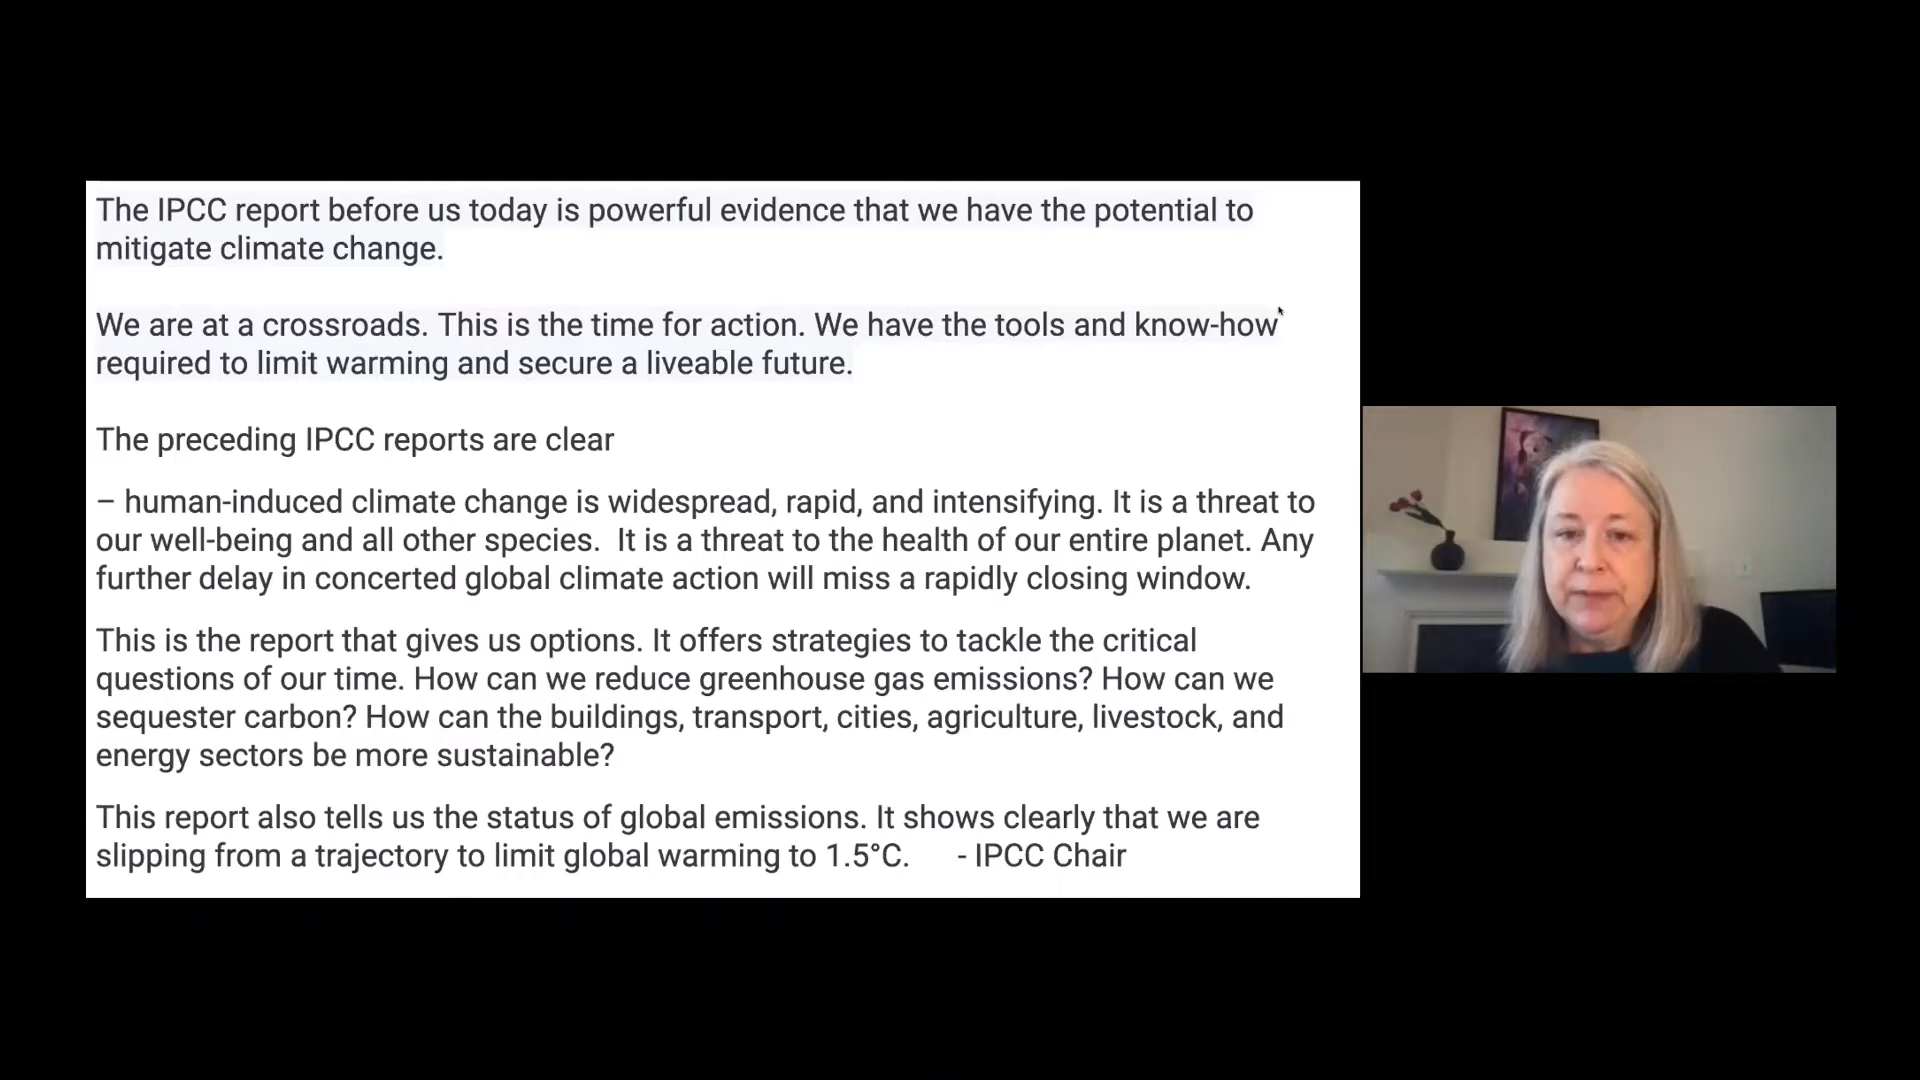 The IPCC report before us today is powerful evidence that we have the potential to
mitigate climate change.
We are at a crossroads. This is the time for action. We have the tools and know-how
required to limit warming and secure a liveable future.
The preceding IPCC reports are clear
– human-induced climate change is widespread, rapid, and intensifying. It is a threat to
our well-being and all other species.  It is a threat to the health of our entire planet. Any
further delay in concerted global climate action will miss a rapidly closing window.
This is the report that gives us options. It offers strategies to tackle the critical
questions of our time. How can we reduce greenhouse gas emissions? How can we
sequester carbon? How can the buildings, transport, cities, agriculture, livestock, and
energy sectors be more sustainable?
This report also tells us the status of global emissions. It shows clearly that we are
slipping from a trajectory to limit global warming to 1.5°C.     - IPCC Chair